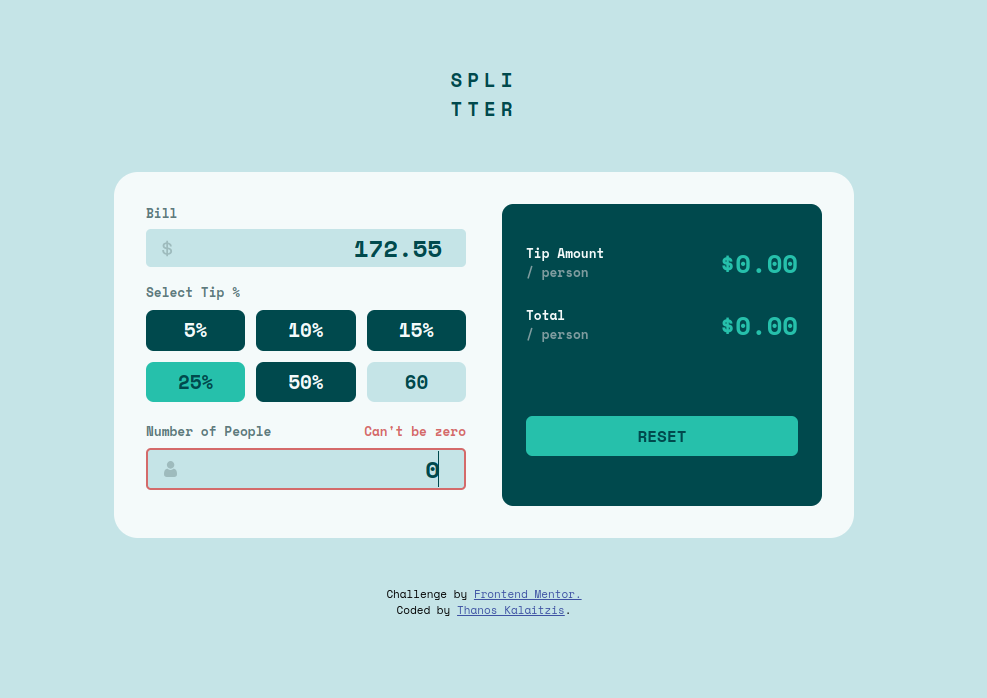 SPLI
TTER
Bill
$ 172.55
Select Tip %
5% 10% 15%
25% 50% 60
Number of People Can't be zero
0
Tip Amount
/ person
$0.00
Total
/ person
$0.00
RESET
Challenge by Frontend Mentor.
Coded by Thanos Kalaitzis.